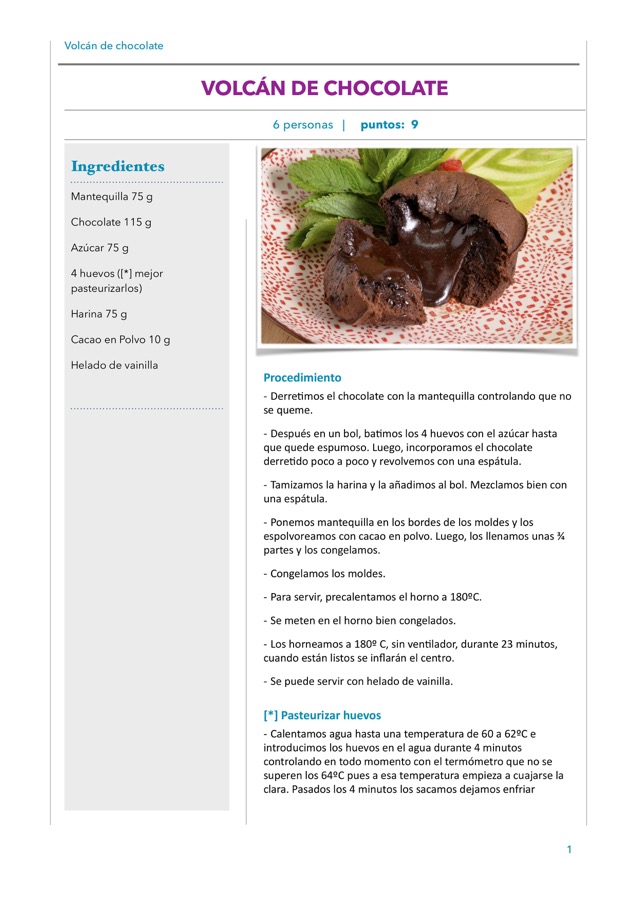 Volcán de chocolate
VOLCÁN DE CHOCOLATE
6 personas | puntos: 9
Ingredientes
Mantequilla 75 g
Chocolate 115 g
Azúcar 75 g
4 huevos ([*] mejor
pasteurizarlos)
Harina 75 g
Cacao en Polvo 10 g
Helado de vainilla
Procedimiento
- Derretimos el chocolate con la mantequilla controlando que no
se queme.
- Después en un bol, batimos los 4 huevos con el azúcar hasta
que quede espumoso. Luego, incorporamos el chocolate
derretido poco a poco y revolvemos con una espátula.
- Tamizamos la harina y la añadimos al bol. Mezclamos bien con
una espátula.
- Ponemos mantequilla en los bordes de los moldes y los
espolvoreamos con cacao en polvo. Luego, los llenamos unas ¾
partes y los congelamos.
- Congelamos los moldes.
- Para servir, precalentamos el horno a 180ºC.
- Se meten en el horno bien congelados.
- Los horneamos a 180º C, sin ventilador, durante 23 minutos,
cuando están listos se inflarán el centro.
- Se puede servir con helado de vainilla.
[*] Pasteurizar huevos
- Calentamos agua hasta una temperatura de 60 a 62ºC e
introducimos los huevos en el agua durante 4 minutos
controlando en todo momento con el termómetro que no se
superen los 64ºC pues a esa temperatura empieza a cuajarse la
clara. Pasados los 4 minutos los sacamos dejamos enfriar
1